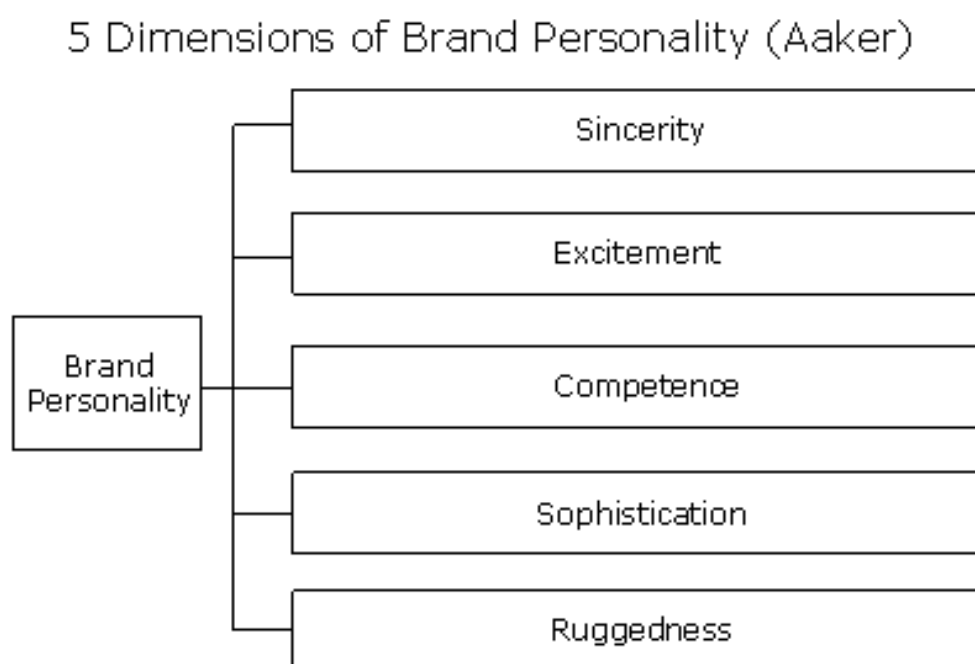 5 Dimensions of Brand Personality (Aaker)
Sincerity
Excitement
Brand
Personality
Competence
Sophistication
Ruggedness